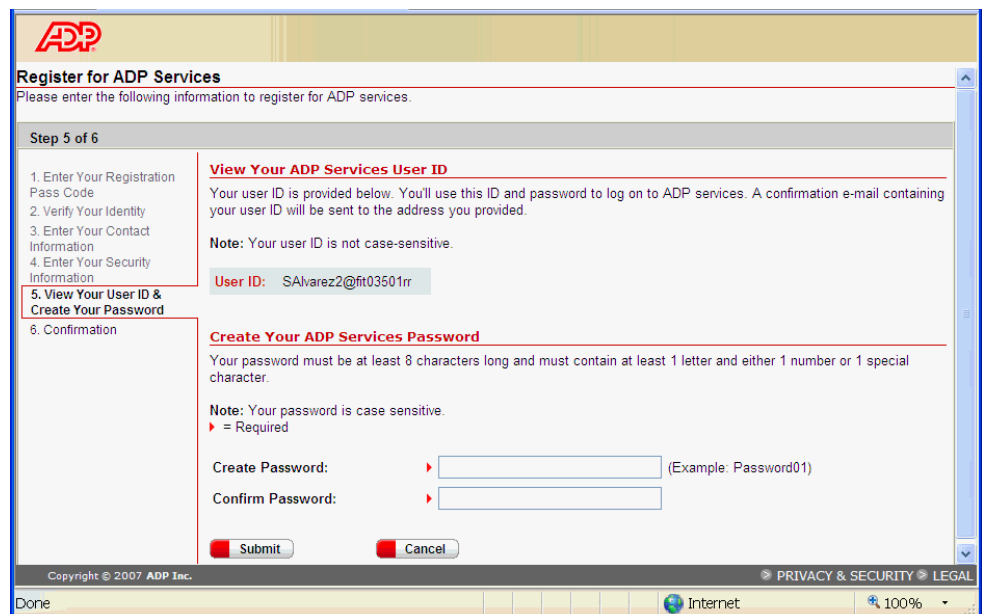 ADP
Register for ADP Services
Please enter the following information to register for ADP services.
Step 5 of 6
1. Enter Your Registration
Pass Code
2. Verify Your Identity
3. Enter Your Contact
Information
4. Enter Your Security
Information
5. View Your User ID &
Create Your Password
6. Confirmation
View Your ADP Services User ID
Your user ID is provided below. You'll use this ID and password to log on to ADP services. A confirmation e-mail containing
your user ID will be sent to the address you provided.
Note: Your user ID is not case-sensitive.
User ID: SAlvarez2@fit03501rr
Create Your ADP Services Password
Your password must be at least 8 characters long and must contain at least 1 letter and either 1 number or 1 special
character.
Note: Your password is case sensitive.
= Required
Create Password: (Example: Password01)
Confirm Password:
Submit Cancel
Copyright © 2007 ADP Inc. PRIVACY & SECURITY LEGAL
Done Internet 100%